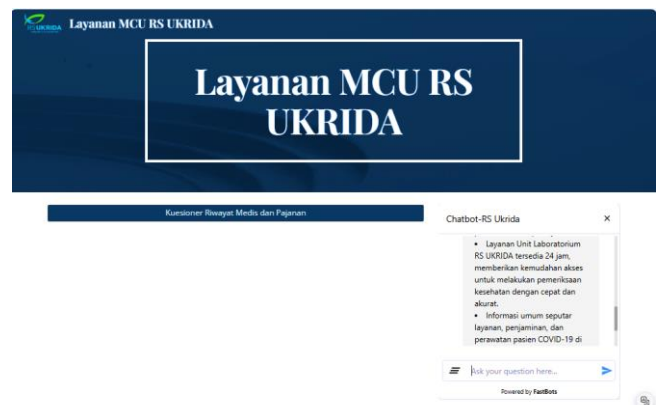 RS UKRIDA
Layanan MCU RS UKRIDA
Layanan MCU RS
UKRIDA
Kuesioner Riwayat Medis dan Pajanan
Chatbot-RS Ukrida
• Layanan Unit Laboratorium
RS UKRIDA tersedia 24 jam,
memberikan kemudahan akses
untuk melakukan pemeriksaan
kesehatan dengan cepat dan
akurat.
• Informasi umum seputar
layanan, penjaminan, dan
perawatan pasien COVID-19 di
Ask your question here...
Powered by FastBots